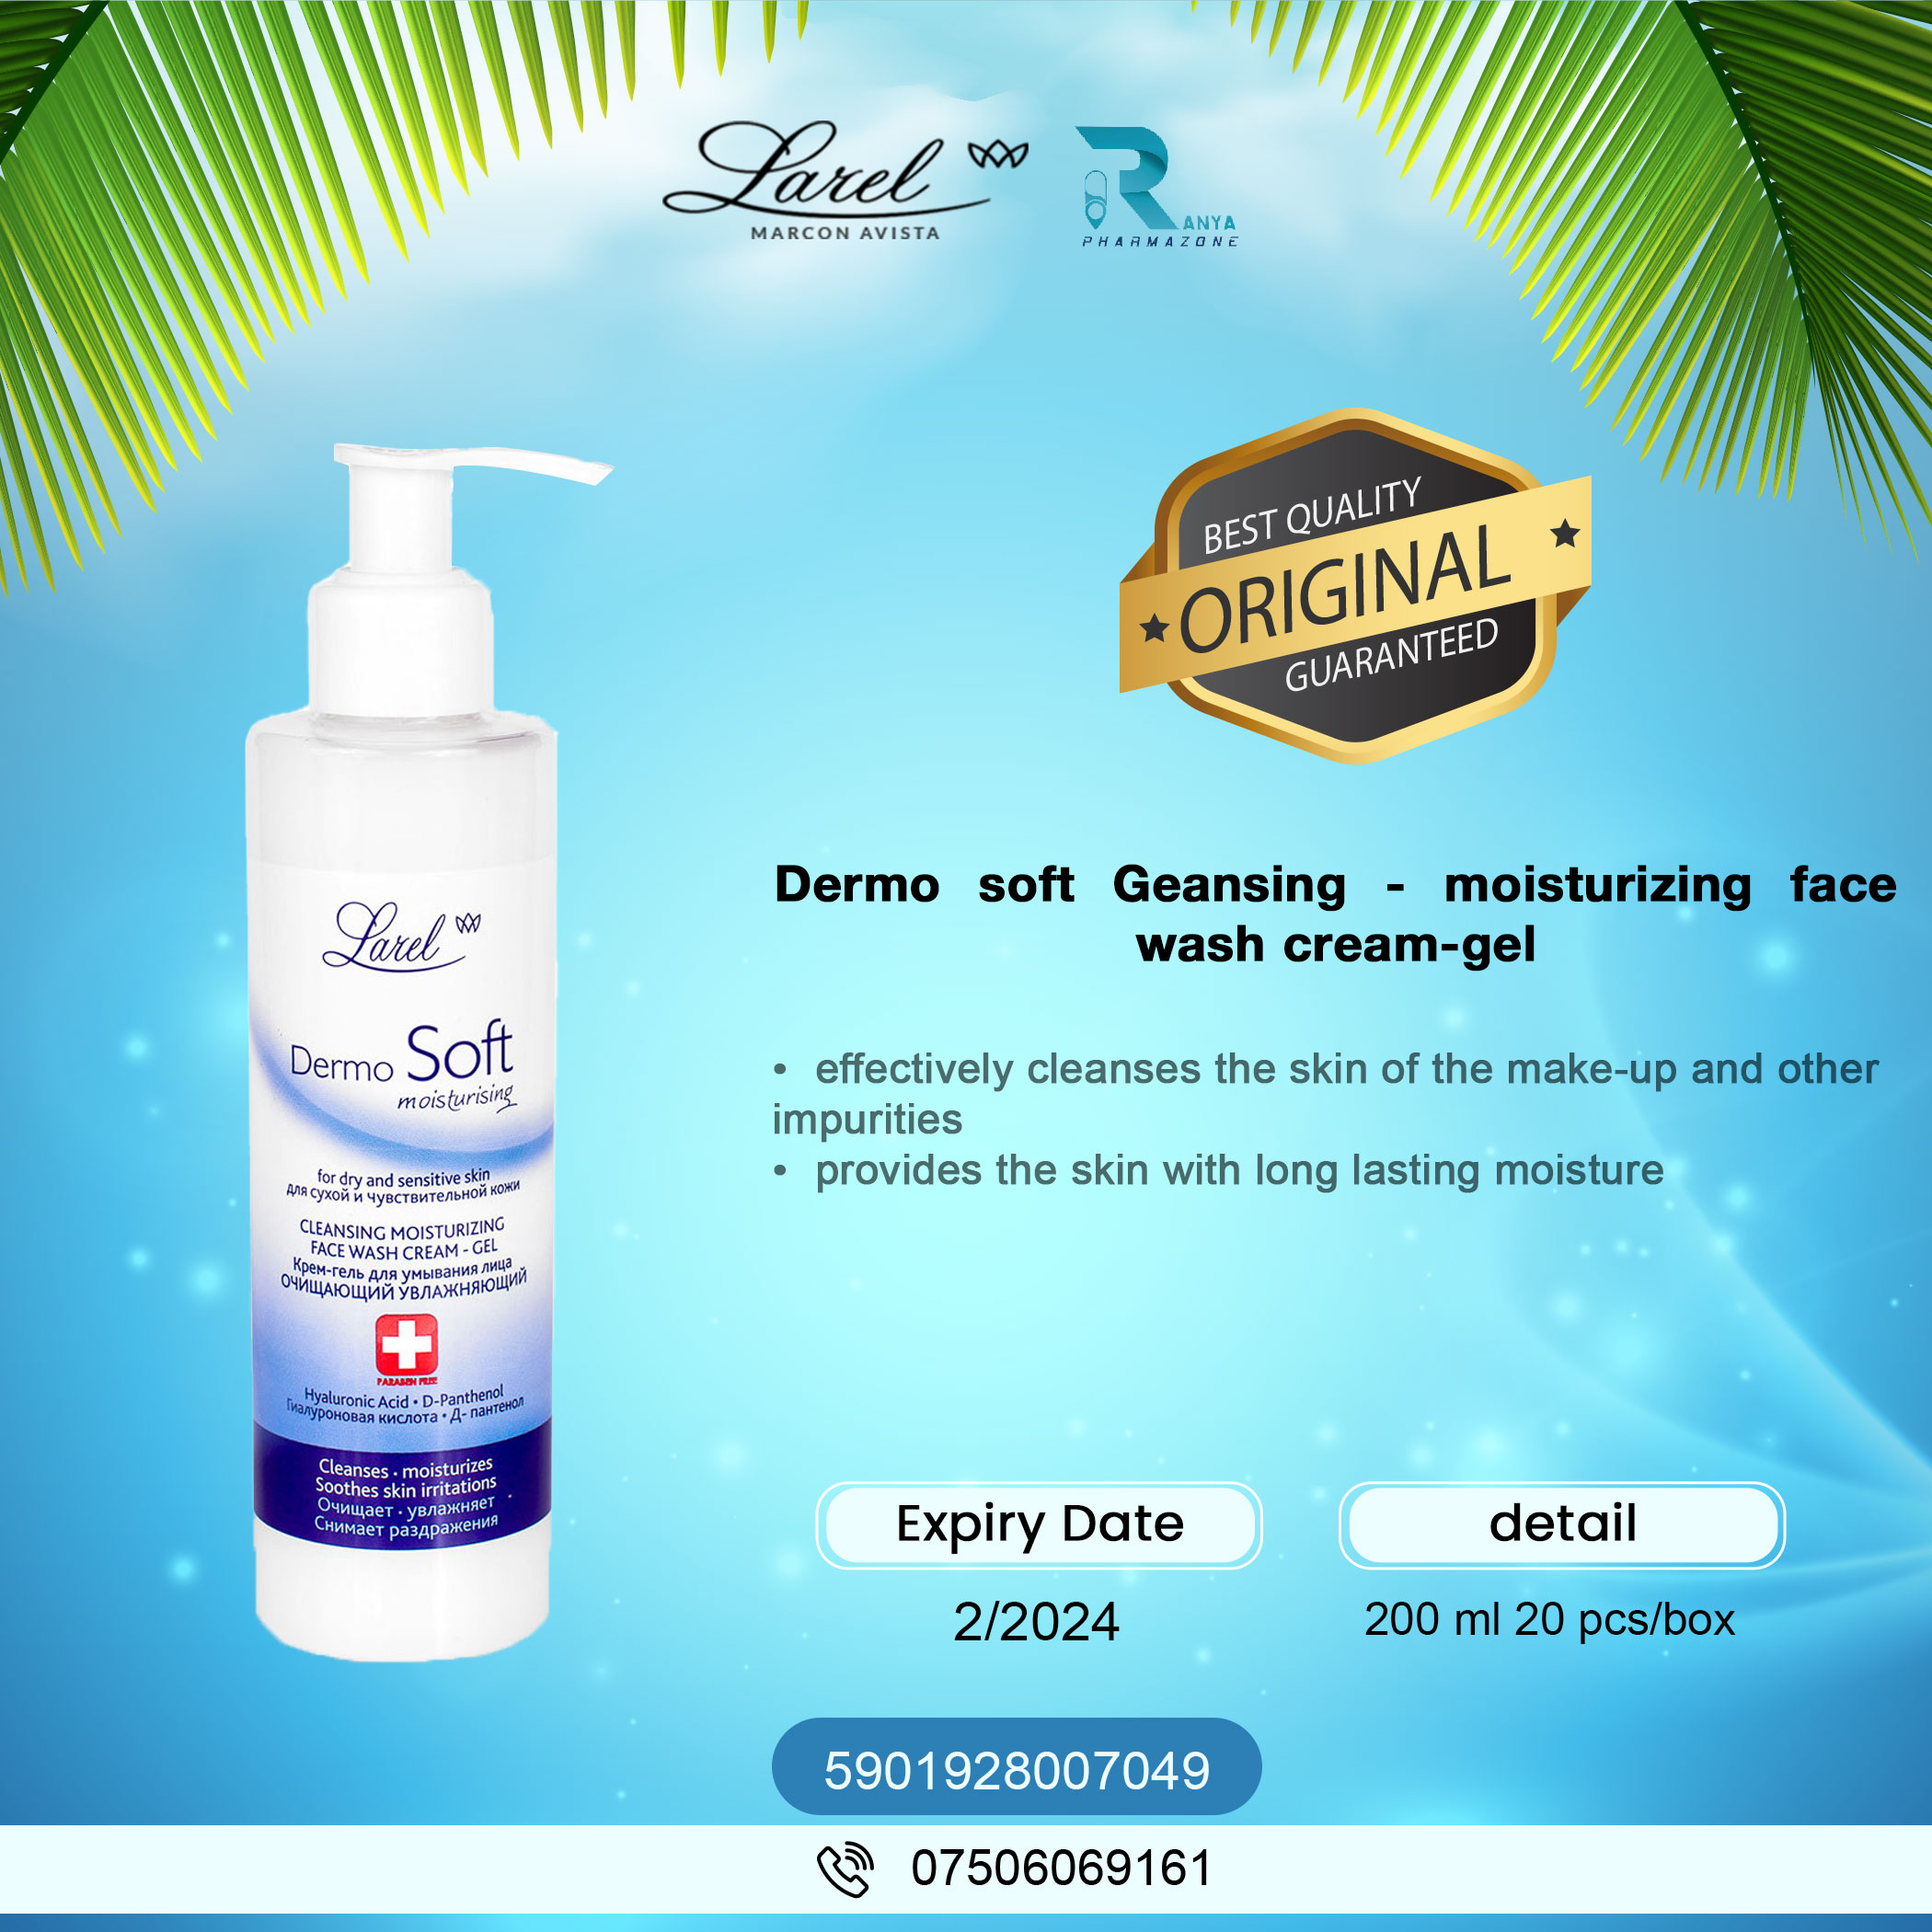 Larel
MARCON AVISTA
R
ANYA
PHARMAZONE
BEST QUALITY
ORIGINAL
GUARANTEED
Larel
Dermo Soft
moisturising
for dry and sensitive skin
для сухой и чувствительной кожи
CLEANSING MOISTURIZING
FACE WASH CREAM - GEL
Крем-гель для умывания лица
ОЧИЩАЮЩИЙ УВЛАЖНЯЮЩИЙ
PARABEN FREE
Hyaluronic Acid • D-Panthenol
Гиалуроновая кислота • Д- пантенол
Cleanses · moisturizes
Soothes skin irritations
Очищает · увлажняет
Снимает раздражения
Dermo soft Geansing - moisturizing face
wash cream-gel
• effectively cleanses the skin of the make-up and other
impurities
• provides the skin with long lasting moisture
Expiry Date
2/2024
detail
200 ml 20 pcs/box
5901928007049
07506069161